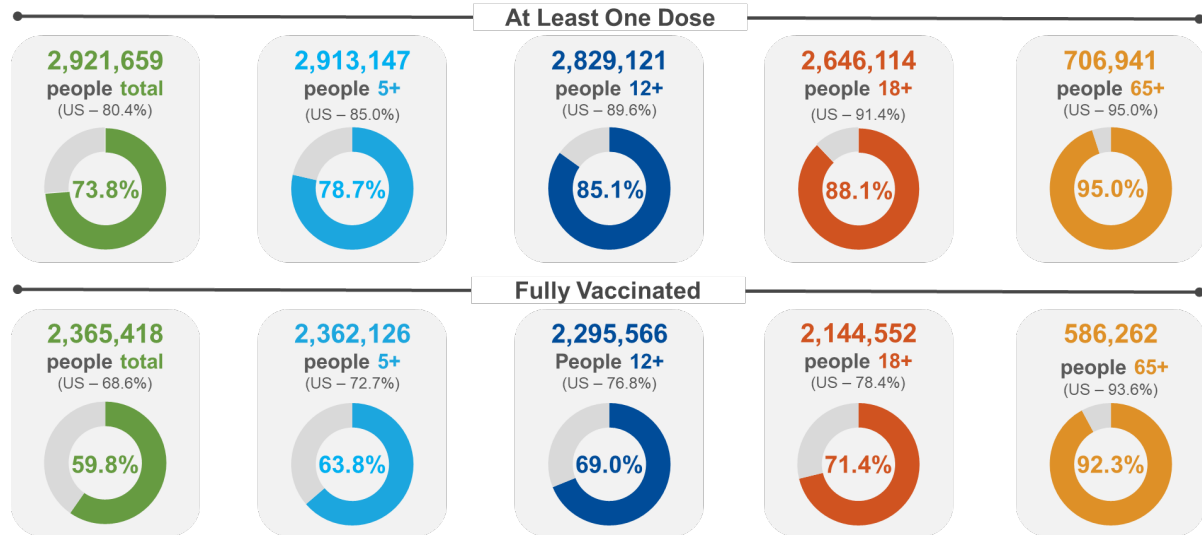 At Least One Dose
2,921,659
people total
(US – 80.4%)
73.8%
2,913,147
people 5+
(US – 85.0%)
78.7%
2,829,121
people 12+
(US – 89.6%)
85.1%
2,646,114
people 18+
(US – 91.4%)
88.1%
706,941
people 65+
(US – 95.0%)
95.0%
Fully Vaccinated
2,365,418
people total
(US – 68.6%)
59.8%
2,362,126
people 5+
(US – 72.7%)
63.8%
2,295,566
People 12+
(US – 76.8%)
69.0%
2,144,552
people 18+
(US – 78.4%)
71.4%
586,262
people 65+
(US – 93.6%)
92.3%